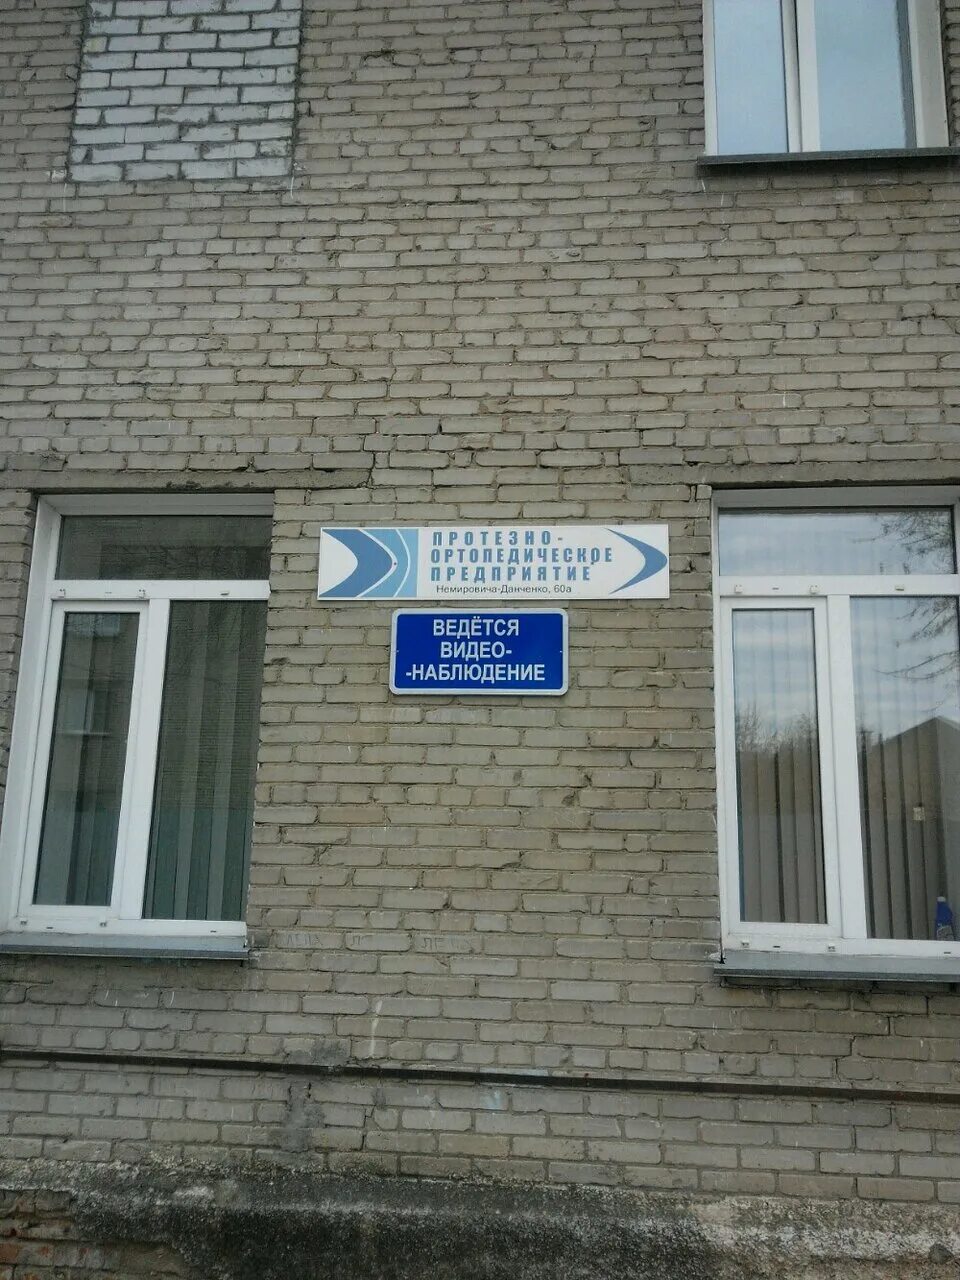 ПРОТЕЗНО-
ОРТОПЕДИЧЕСКОЕ
ПРЕДПРИЯТИЕ
Немировича-Данченко, 60а
ВЕДЁТСЯ
ВИДЕО-
-НАБЛЮДЕНИЕ